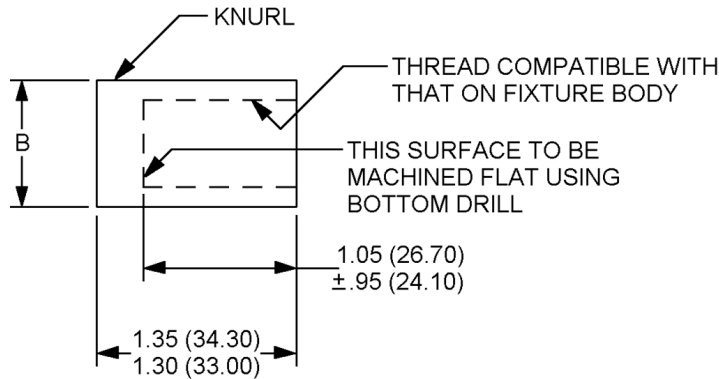 KNURL
THREAD COMPATIBLE WITH
THAT ON FIXTURE BODY
B
THIS SURFACE TO BE
MACHINED FLAT USING
BOTTOM DRILL
1.05 (26.70)
±.95 (24.10)
1.35 (34.30)
1.30 (33.00)